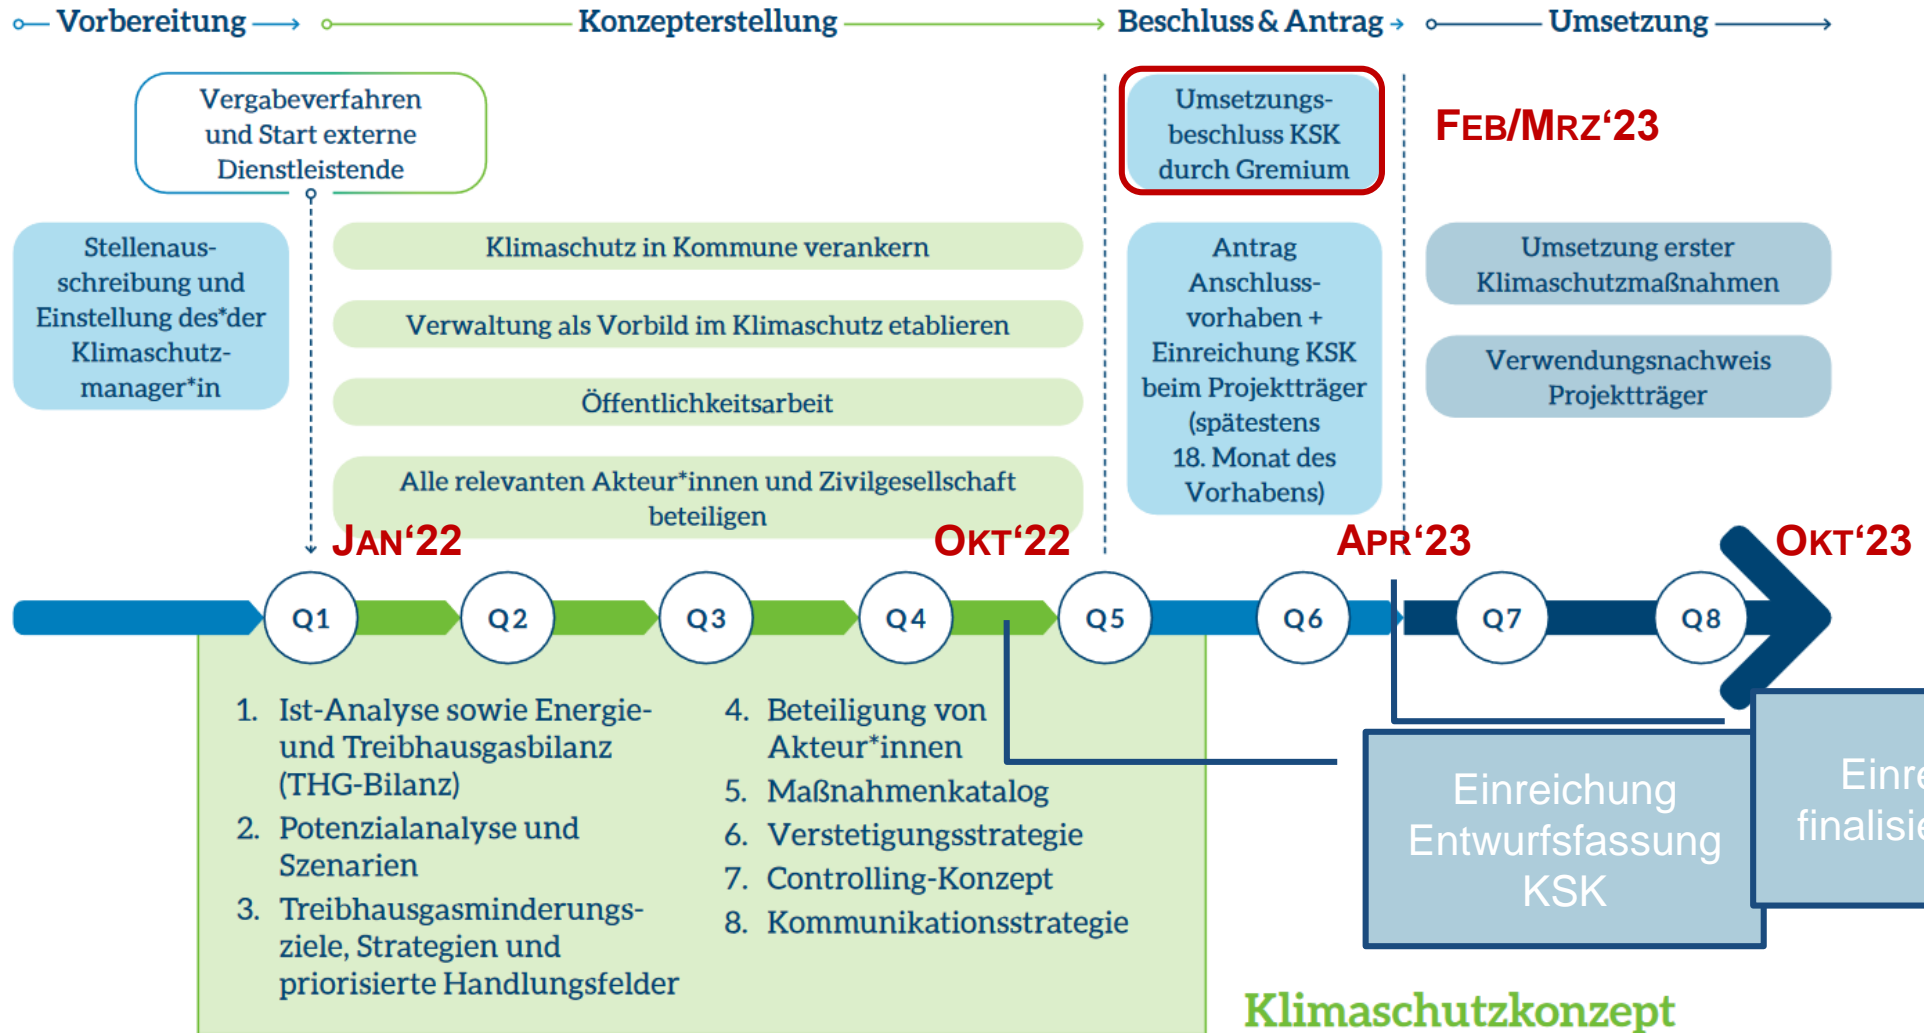 Vorbereitung
Konzepterstellung
Beschluss & Antrag
Umsetzung
Vergabeverfahren
und Start externe
Dienstleistende
Umsetzungs-
beschluss KSK
durch Gremium
FEB/MRZ‘23
Stellenaus-
schreibung und
Einstellung des*der
Klimaschutz-
manager*in
Klimaschutz in Kommune verankern
Verwaltung als Vorbild im Klimaschutz etablieren
Öffentlichkeitsarbeit
Alle relevanten Akteur*innen und Zivilgesellschaft
beteiligen
Antrag
Anschluss-
vorhaben +
Einreichung KSK
beim Projektträger
(spätestens
18. Monat des
Vorhabens)
Umsetzung erster
Klimaschutzmaßnahmen
Verwendungsnachweis
Projektträger
JAN‘22
OKT‘22
APR‘23
OKT‘23
Q1
Q2
Q3
Q4
Q5
Q6
Q7
Q8
1. Ist-Analyse sowie Energie-
und Treibhausgasbilanz
(THG-Bilanz)
2. Potenzialanalyse und
Szenarien
3. Treibhausgasminderungs-
ziele, Strategien und
priorisierte Handlungsfelder
4. Beteiligung von
Akteur*innen
5. Maßnahmenkatalog
6. Verstetigungsstrategie
7. Controlling-Konzept
8. Kommunikationsstrategie
Einreichung
Entwurfsfassung
KSK
Klimaschutzkonzept